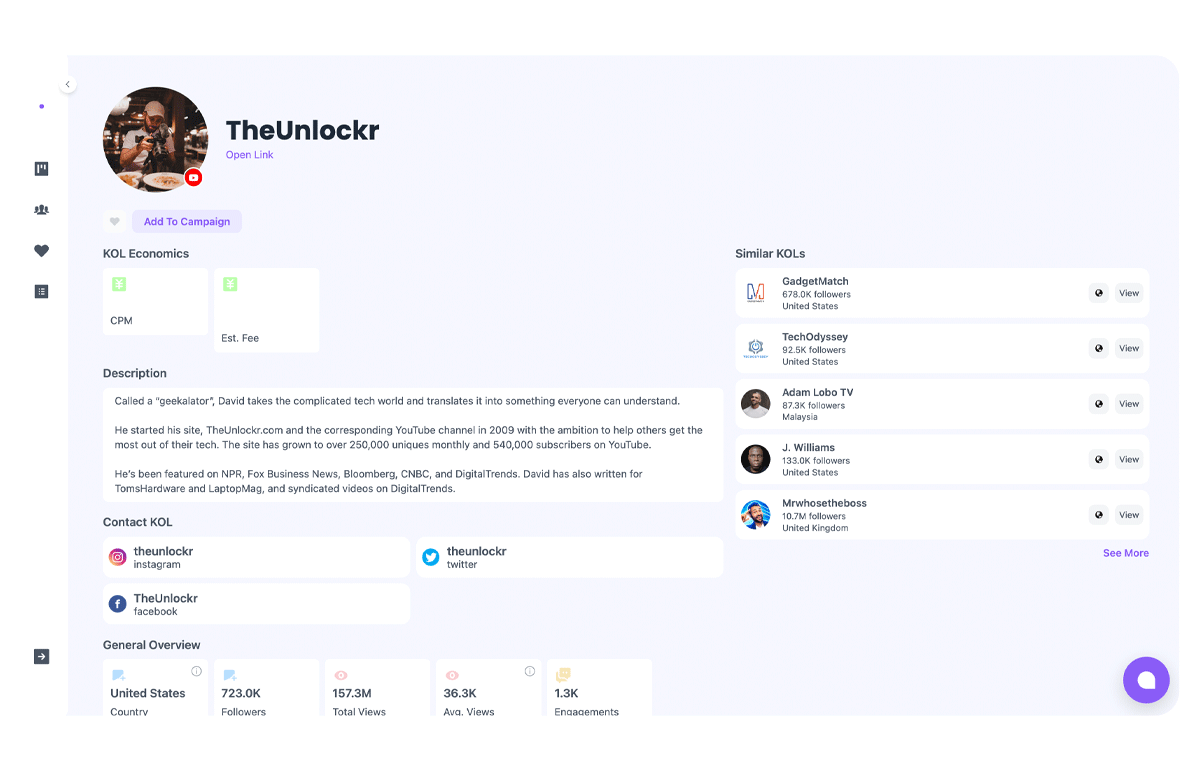 TheUnlockr
Open Link
Add To Campaign
KOL Economics
¥
CPM
¥
Est. Fee
Description
Called a “geekalator”, David takes the complicated tech world and translates it into something everyone can understand.
He started his site, TheUnlockr.com and the corresponding YouTube channel in 2009 with the ambition to help others get the
most out of their tech. The site has grown to over 250,000 uniques monthly and 540,000 subscribers on YouTube.
He's been featured on NPR, Fox Business News, Bloomberg, CNBC, and DigitalTrends. David has also written for
TomsHardware and LaptopMag, and syndicated videos on DigitalTrends.
Contact KOL
theunlockr
instagram
theunlockr
twitter
TheUnlockr
facebook
General Overview
United States
Country
723.0K
Followers
157.3M
Total Views
36.3K
Avg. Views
1.3K
Engagements
Similar KOLs
GadgetMatch
678.0K followers
United States
View
TechOdyssey
92.5K followers
United States
View
Adam Lobo TV
87.3K followers
Malaysia
View
J. Williams
133.0K followers
United States
View
Mrwhosetheboss
10.7M followers
United Kingdom
View
See More